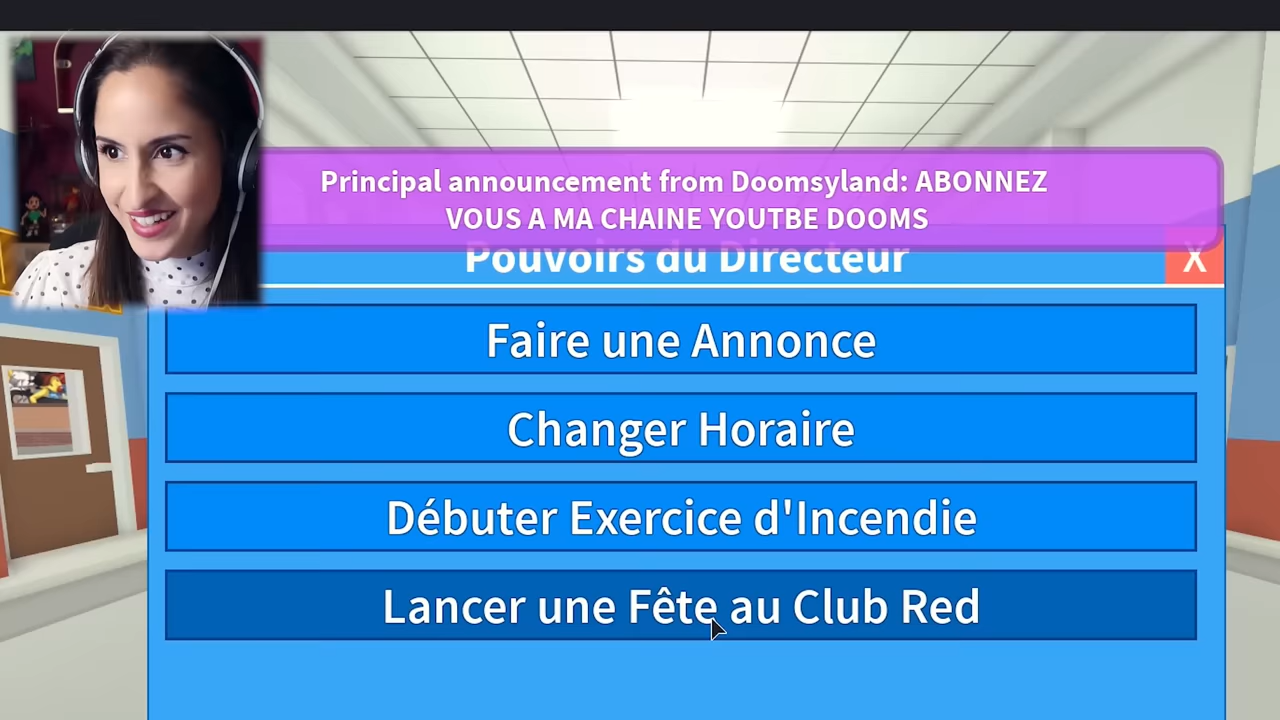 Principal announcement from Doomsyland: ABONNEZ
VOUS A MA CHAINE YOUTBE DOOMS
Pouvoirs du Directeur
X
Faire une Annonce
Changer Horaire
Débuter Exercice d'Incendie
Lancer une Fête au Club Red